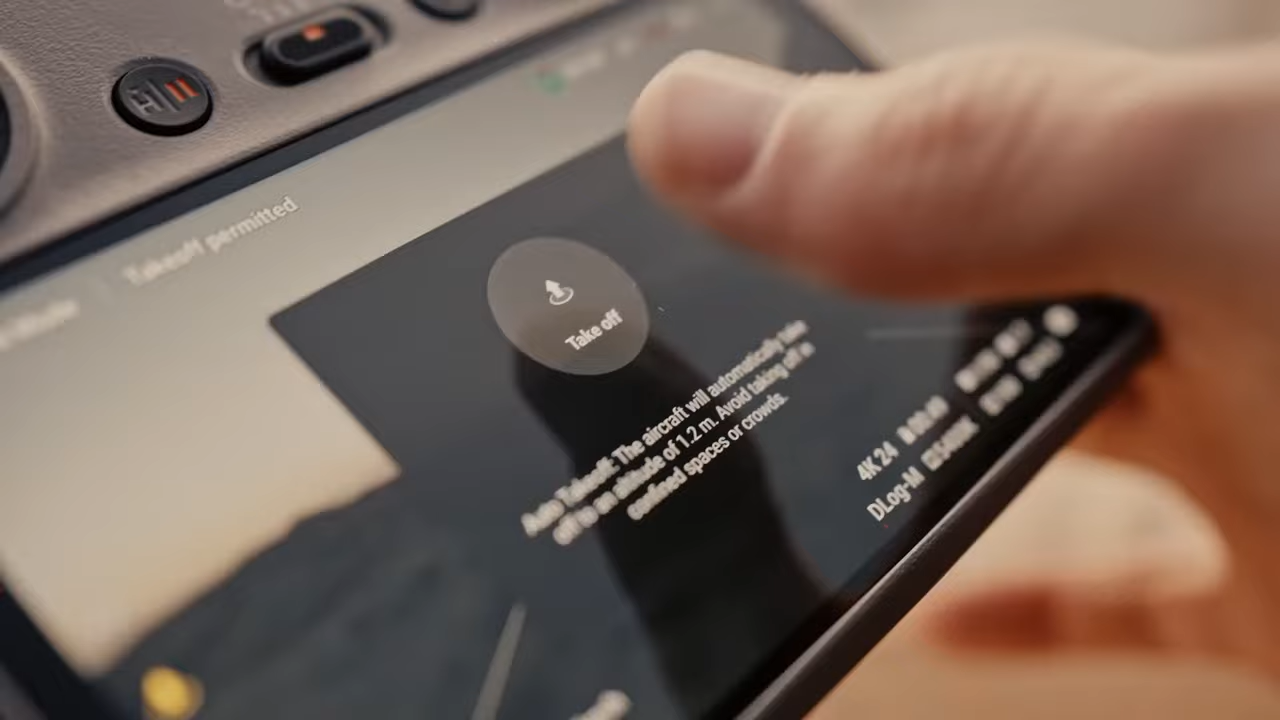 Takeoff permitted
Take off
Auto Takeoff: The aircraft will automatically take
off to an altitude of 1.2 m. Avoid taking off in
confined spaces or crowds.
4K 24
DLog-M